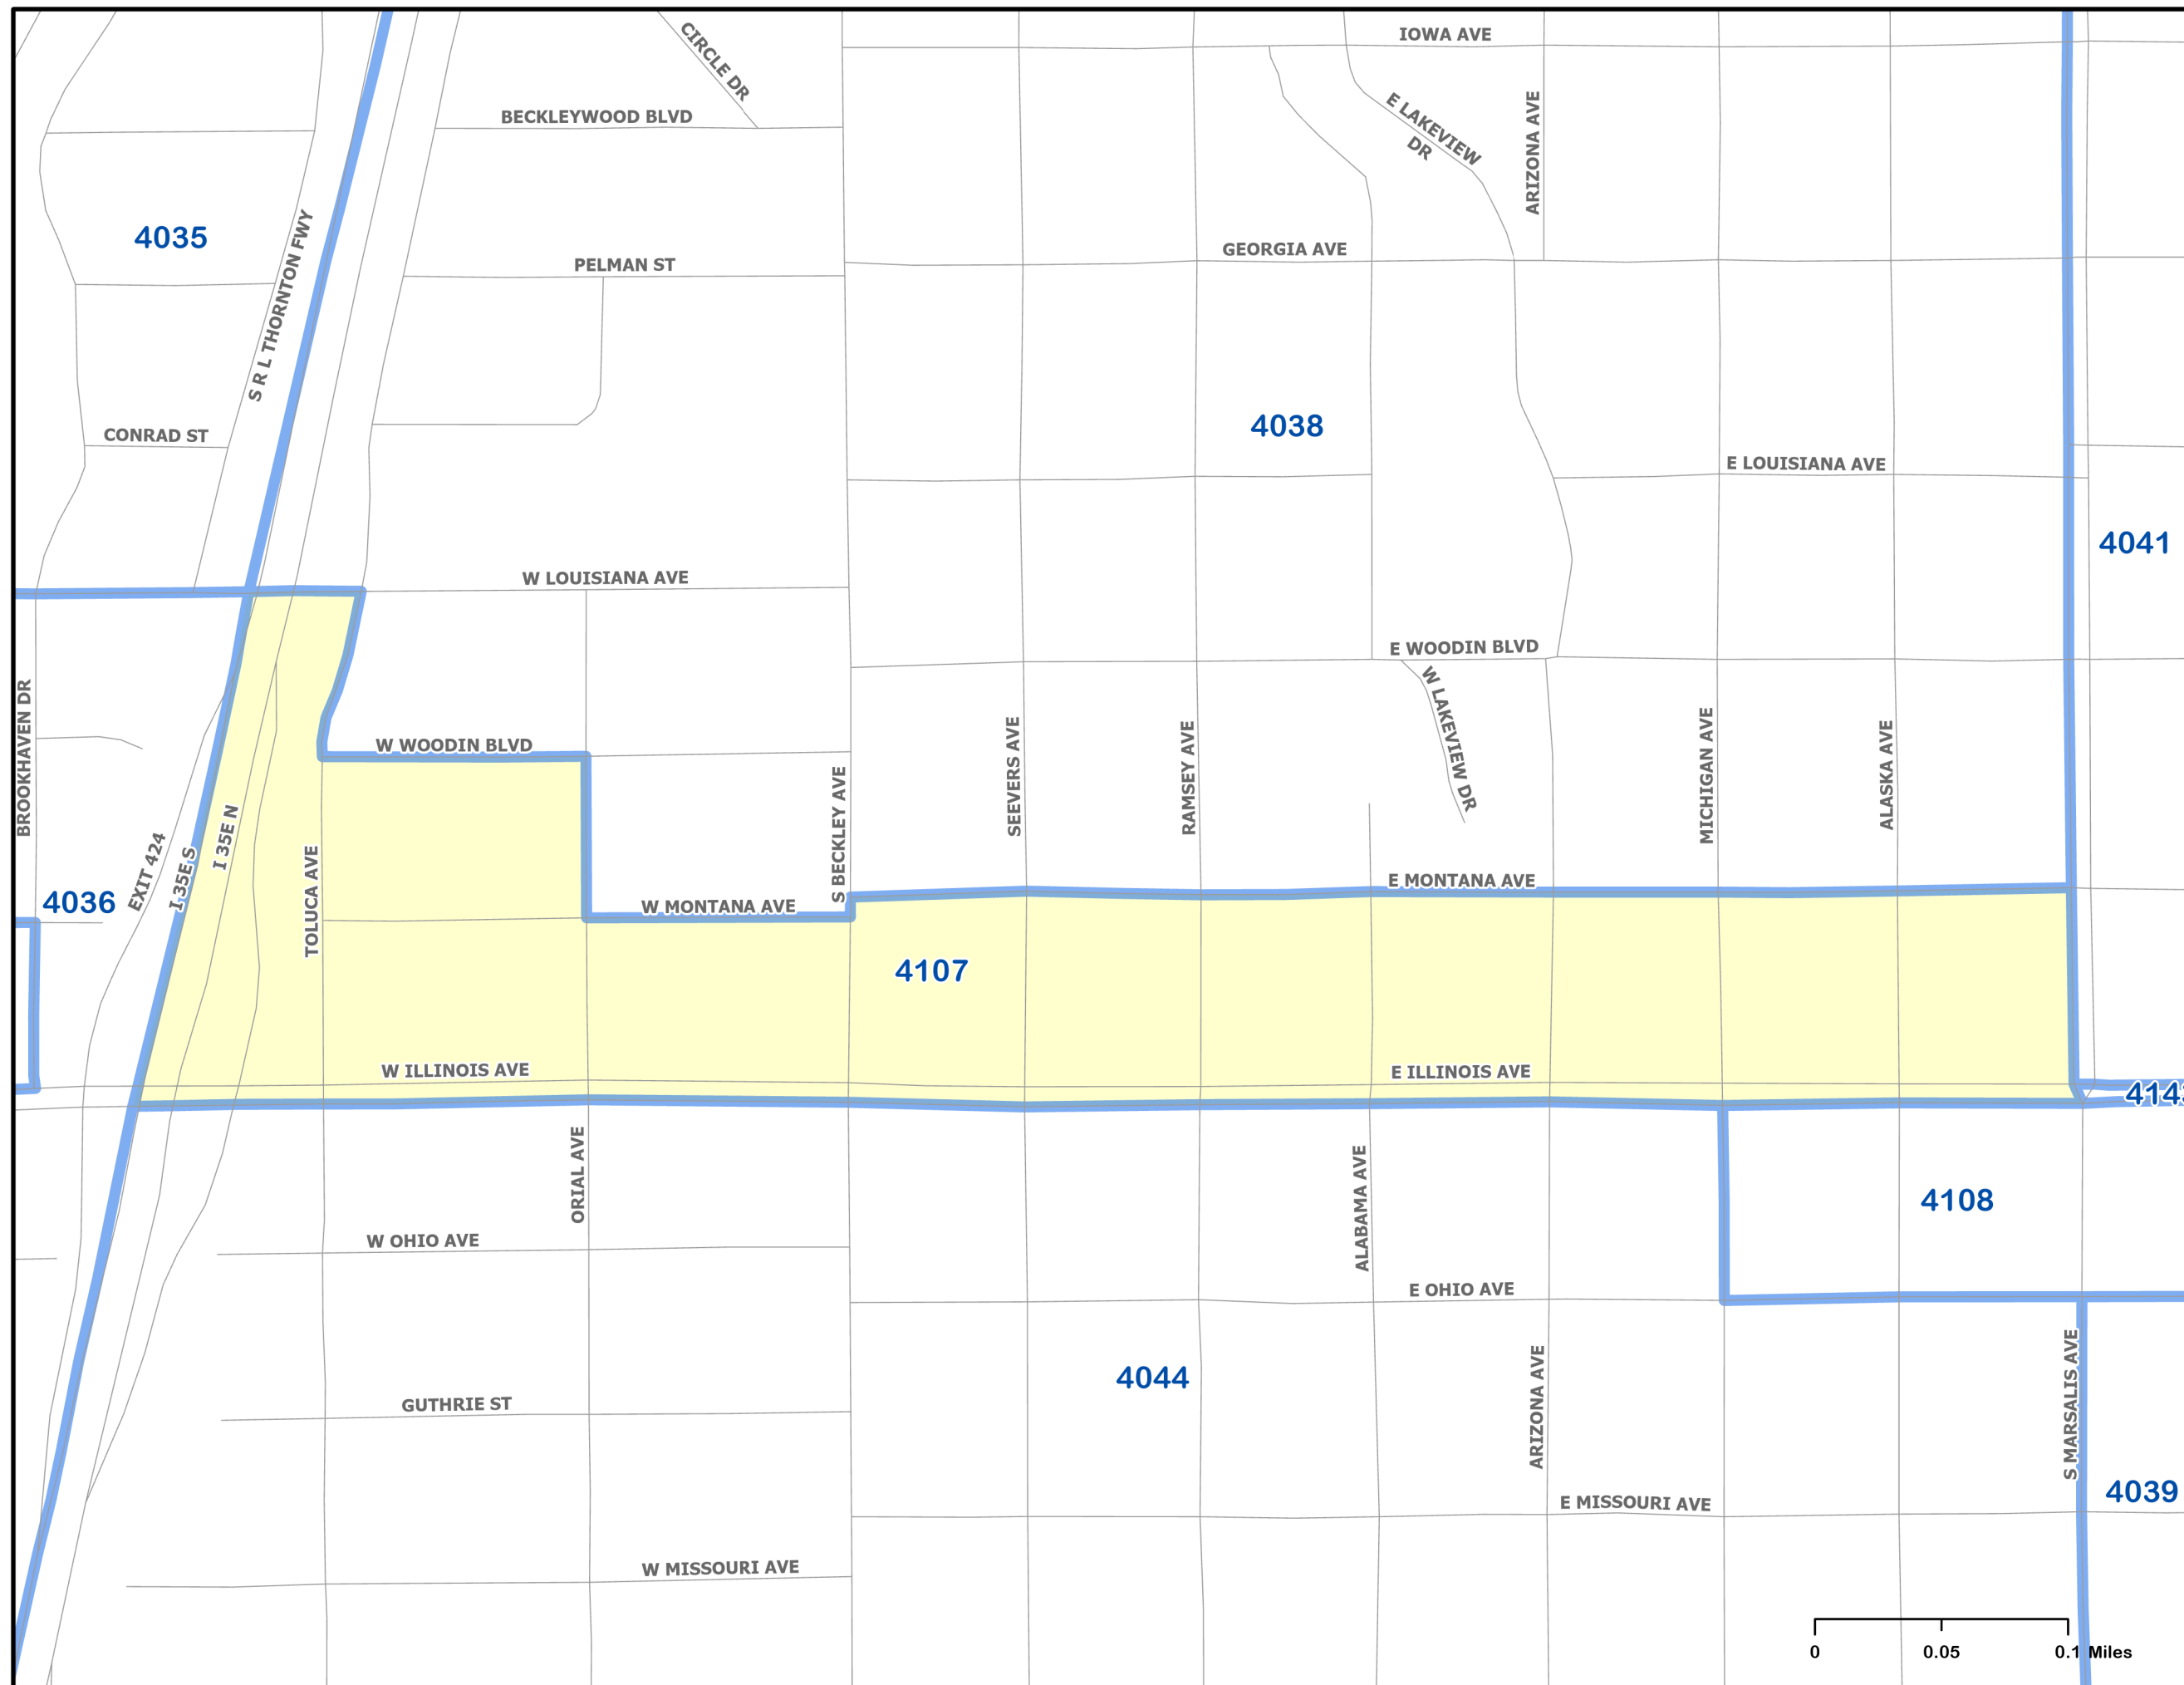 IOWA AVE
CIRCLE DR
BECKLEYWOOD BLVD
E LAKEVIEW
DR
ARIZONA AVE
4035
S R L THORNTON FWY
PELMAN ST
GEORGIA AVE
4038
CONRAD ST
E LOUISIANA AVE
4041
W LOUISIANA AVE
E WOODIN BLVD
W LAKEVIEW DR
BROOKHAVEN DR
W WOODIN BLVD
S BECKLEY AVE
SEEVERS AVE
RAMSEY AVE
MICHIGAN AVE
ALASKA AVE
EXIT 424
I 35E S
I 35E N
TOLUCA AVE
4036
W MONTANA AVE
E MONTANA AVE
4107
W ILLINOIS AVE
E ILLINOIS AVE
414
ORIAL AVE
ALABAMA AVE
4108
W OHIO AVE
E OHIO AVE
4044
GUTHRIE ST
ARIZONA AVE
S MARSALIS AVE
4039
E MISSOURI AVE
W MISSOURI AVE
0 0.05 0.1 Miles